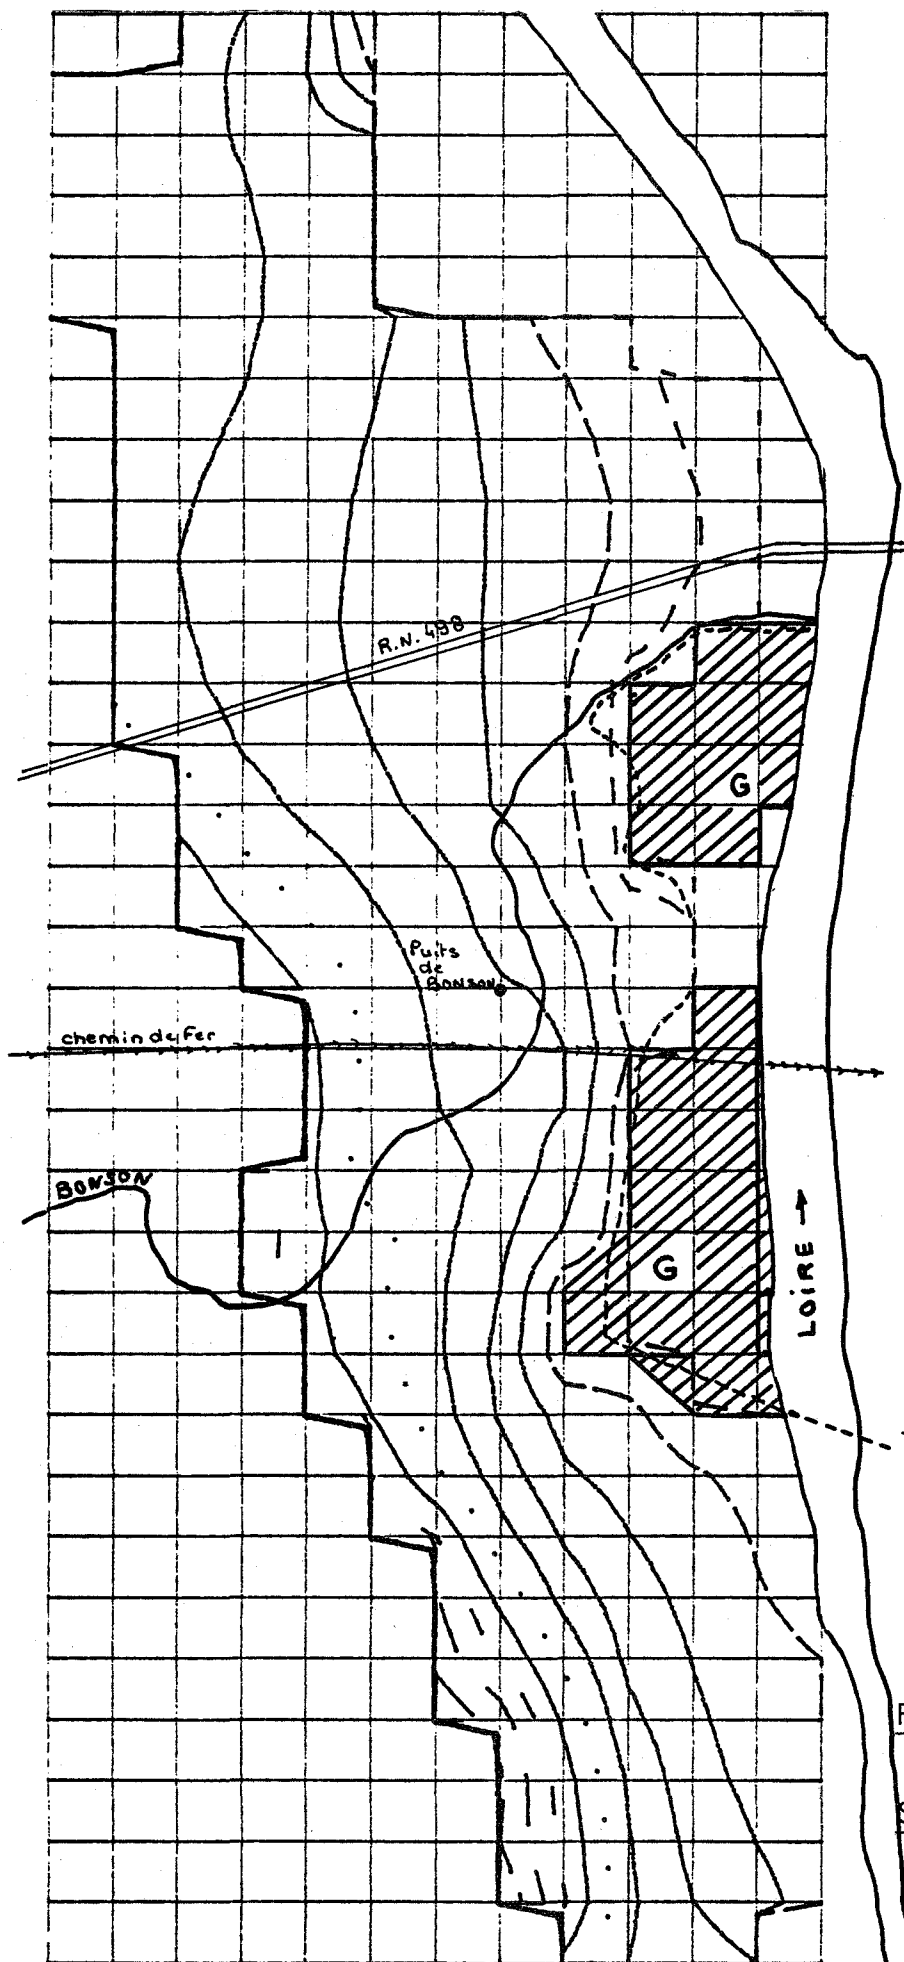 R.N. 498
G
Puits
de
BONSON
chemin de Fer
BONSON
G
LOIRE →